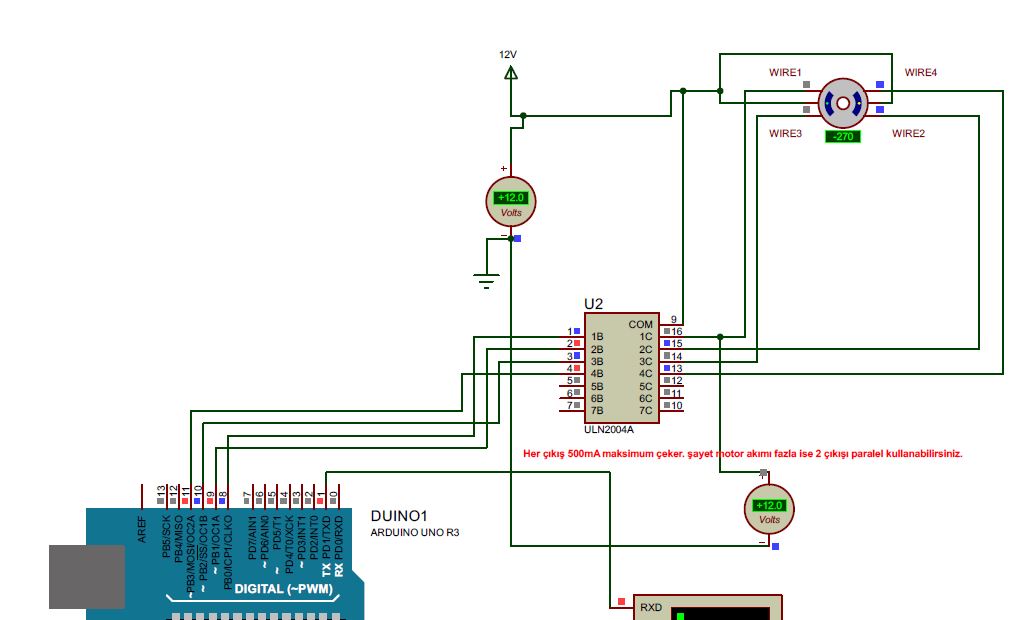 12V
WIRE1
WIRE4
WIRE3
WIRE2
-270
+
+12.0
Volts
−
U2
1 1B
2 2B
3 3B
4 4B
5 5B
6 6B
7 7B
COM 9
1C 16
2C 15
3C 14
4C 13
5C 12
6C 11
7C 10
ULN2004A
Her çıkış 500mA maksimum çeker. şayet motor akımı fazla ise 2 çıkışı paralel kullanabilirsiniz.
+
+12.0
Volts
−
DUINO1
ARDUINO UNO R3
13
12
11
10
9
8
7
6
5
4
3
2
1
0
AREF
PB5/SCK
PB4/MISO
~PB3/MOSI/OC2A
~PB2/SS/OC1B
~PB1/OC1A
PB0/ICP1/CLKO
PD7/AIN1
~PD6/AIN0
~PD5/T1
PD4/T0/XCK
~PD3/INT1
PD2/INT0
TX PD1/TXD
RX PD0/RXD
DIGITAL (~PWM)
RXD